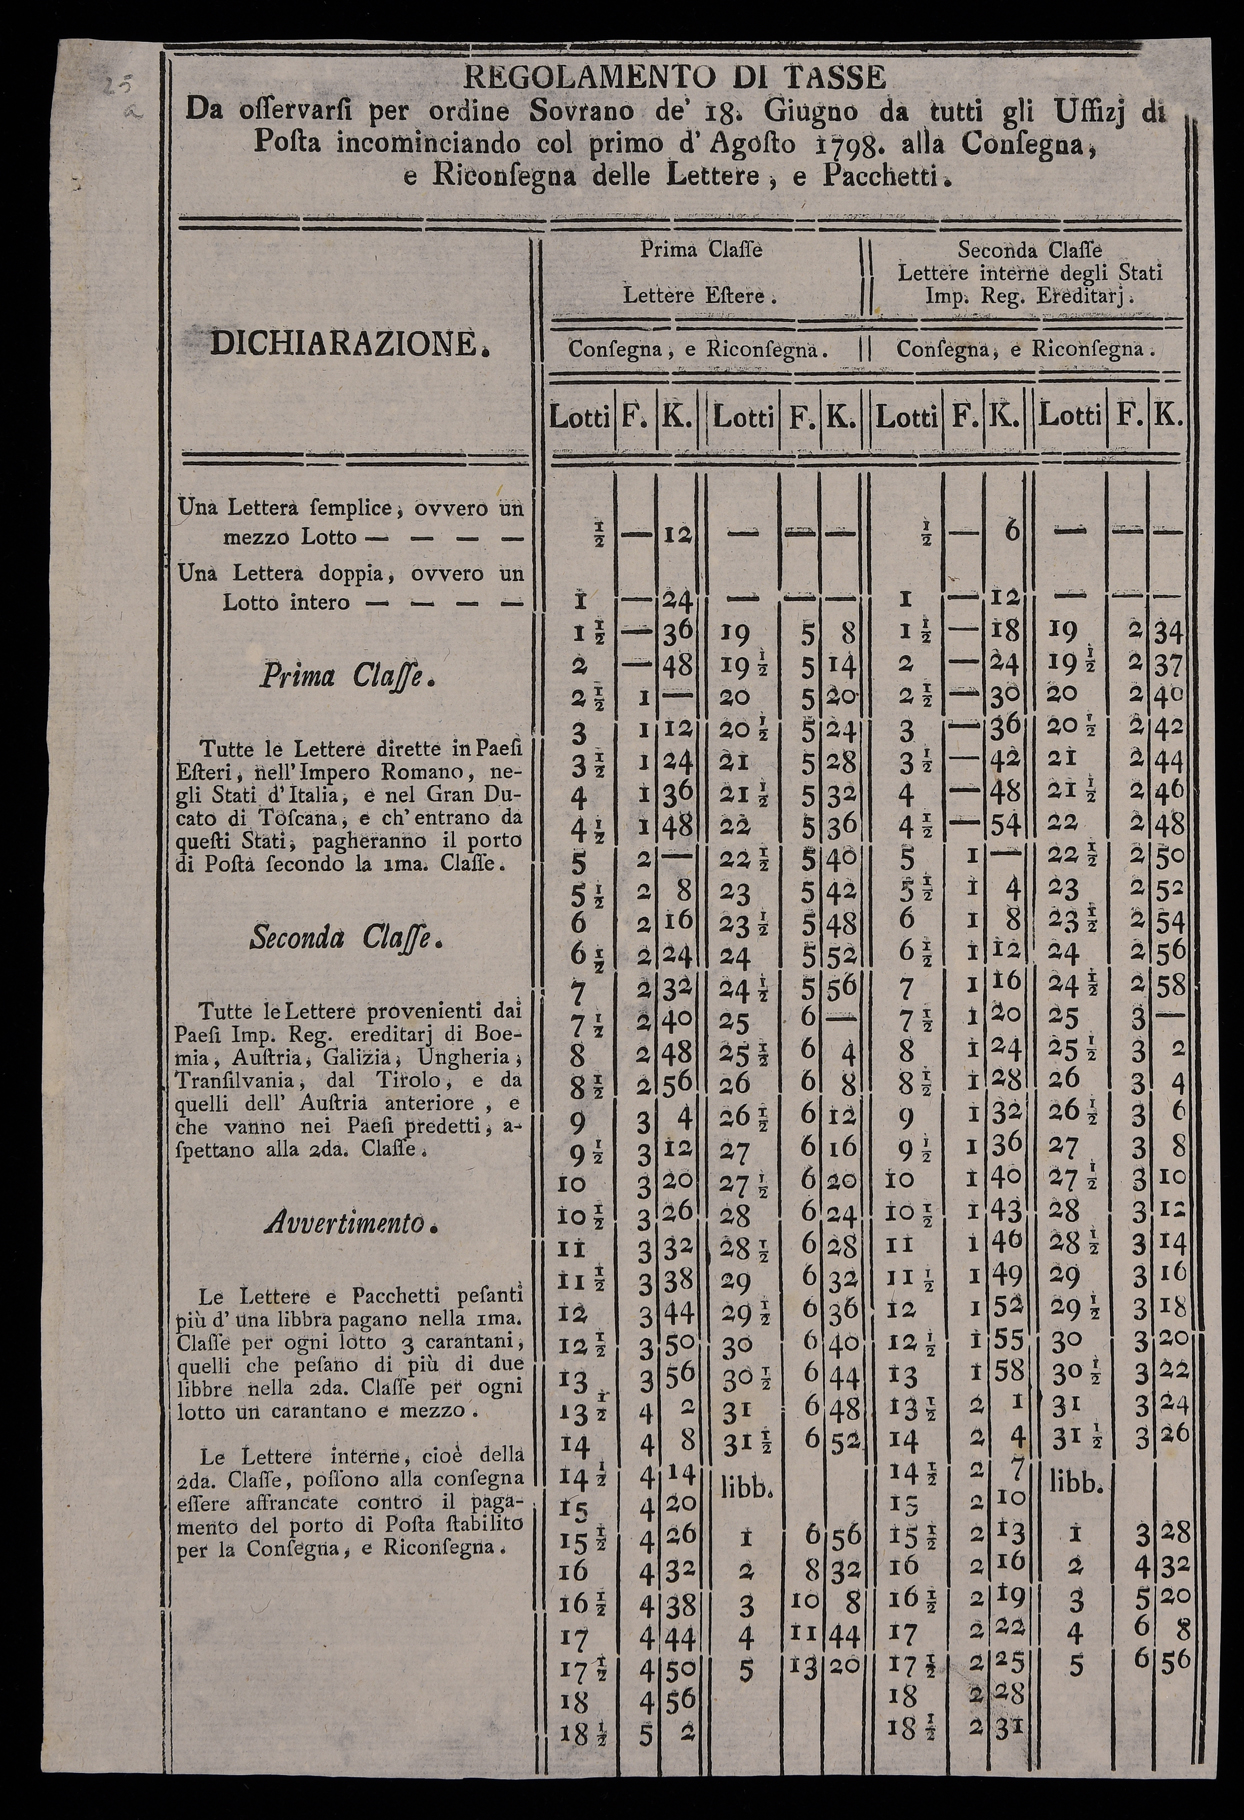 25
a
REGOLAMENTO DI TASSE
Da oſſervarſi per ordine Sovrano de' 18. Giugno da tutti gli Uffizj di
Poſta incominciando col primo d' Agoſto 1798. alla Conſegna,
e Riconſegna delle Lettere, e Pacchetti.
DICHIARAZIONE.
Prima Claſſe
Lettere Eſtere.
Seconda Claſſe
Lettere interne degli Stati
Imp. Reg. Ereditarj.
Conſegna, e Riconſegna. Conſegna, e Riconſegna.
Lotti F. K. Lotti F. K. Lotti F. K. Lotti F. K.
Una Lettera ſemplice, ovvero un
mezzo Lotto — — — —
Una Lettera doppia, ovvero un
Lotto intero — — — —
Prima Claſſe.
Tutte le Lettere dirette in Paeſi
Eſteri, nell'Impero Romano, ne-
gli Stati d'Italia, e nel Gran Du-
cato di Toſcana, e ch' entrano da
queſti Stati, pagheranno il porto
di Poſta ſecondo la 1ma. Claſſe.
Seconda Claſſe.
Tutte le Lettere provenienti dai
Paeſi Imp. Reg. ereditarj di Boe-
mia, Auſtria, Galizia, Ungheria,
Tranſilvania, dal Tirolo, e da
quelli dell' Auſtria anteriore, e
che vanno nei Paeſi predetti, a-
ſpettano alla 2da. Claſſe.
Avvertimento.
Le Lettere e Pacchetti peſanti
più d' una libbra pagano nella 1ma.
Claſſe per ogni lotto 3 carantani,
quelli che peſano di più di due
libbre nella 2da. Claſſe per ogni
lotto un carantano e mezzo.
Le Lettere interne, cioè della
2da. Claſſe, poſſono alla conſegna
eſſere affrancate contro il paga-
mento del porto di Poſta ſtabilito
per la Conſegna, e Riconſegna.
½ — 12 — — — ½ — 6 — — —
1 — 24 — — — 1 — 12 — — —
1 ½ — 36 19 5 8 1 ½ — 18 19 2 34
2 — 48 19 ½ 5 14 2 — 24 19 ½ 2 37
2 ½ 1 — 20 5 20 2 ½ — 30 20 2 40
3 1 12 20 ½ 5 24 3 — 36 20 ½ 2 42
3 ½ 1 24 21 5 28 3 ½ — 42 21 2 44
4 1 36 21 ½ 5 32 4 — 48 21 ½ 2 46
4 ½ 1 48 22 5 36 4 ½ — 54 22 2 48
5 2 — 22 ½ 5 40 5 1 — 22 ½ 2 50
5 ½ 2 8 23 5 42 5 ½ 1 4 23 2 52
6 2 16 23 ½ 5 48 6 1 8 23 ½ 2 54
6 ½ 2 24 24 5 52 6 ½ 1 12 24 2 56
7 2 32 24 ½ 5 56 7 1 16 24 ½ 2 58
7 ½ 2 40 25 6 — 7 ½ 1 20 25 3 —
8 2 48 25 ½ 6 4 8 1 24 25 ½ 3 2
8 ½ 2 56 26 6 8 8 ½ 1 28 26 3 4
9 3 4 26 ½ 6 12 9 1 32 26 ½ 3 6
9 ½ 3 12 27 6 16 9 ½ 1 36 27 3 8
10 3 20 27 ½ 6 20 10 1 40 27 ½ 3 10
10 ½ 3 26 28 6 24 10 ½ 1 43 28 3 12
11 3 32 28 ½ 6 28 11 1 46 28 ½ 3 14
11 ½ 3 38 29 6 32 11 ½ 1 49 29 3 16
12 3 44 29 ½ 6 36 12 1 52 29 ½ 3 18
12 ½ 3 50 30 6 40 12 ½ 1 55 30 3 20
13 3 56 30 ½ 6 44 13 1 58 30 ½ 3 22
13 ½ 4 2 31 6 48 13 ½ 2 1 31 3 24
14 4 8 31 ½ 6 52 14 2 4 31 ½ 3 26
14 ½ 4 14 libb. 14 ½ 2 7 libb.
15 4 20 15 2 10
15 ½ 4 26 1 6 56 15 ½ 2 13 1 3 28
16 4 32 2 8 32 16 2 16 2 4 32
16 ½ 4 38 3 10 8 16 ½ 2 19 3 5 20
17 4 44 4 11 44 17 2 22 4 6 8
17 ½ 4 50 5 13 20 17 ½ 2 25 5 6 56
18 4 56 18 2 28
18 ½ 5 2 18 ½ 2 31